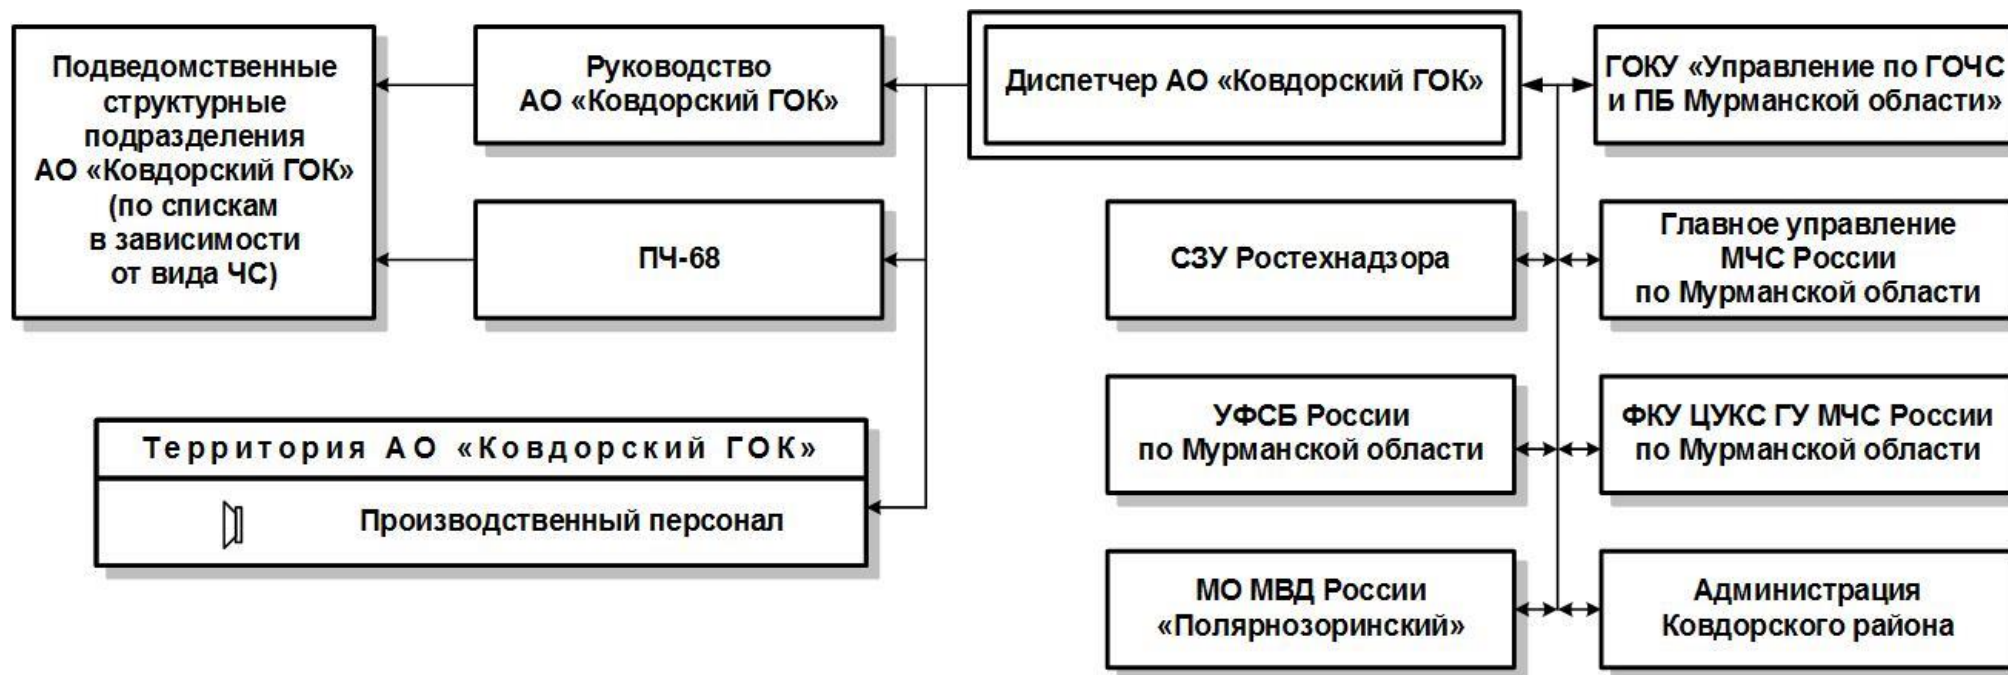 Подведомственные
структурные
подразделения
АО «Ковдорский ГОК»
(по спискам
в зависимости
от вида ЧС)
Руководство
АО «Ковдорский ГОК»
Диспетчер АО «Ковдорский ГОК»
ГОКУ «Управление по ГОЧС
и ПБ Мурманской области»
ПЧ-68
СЗУ Ростехнадзора
Главное управление
МЧС России
по Мурманской области
УФСБ России
по Мурманской области
ФКУ ЦУКС ГУ МЧС России
по Мурманской области
Территория АО «Ковдорский ГОК»
Производственный персонал
МО МВД России
«Полярнозоринский»
Администрация
Ковдорского района